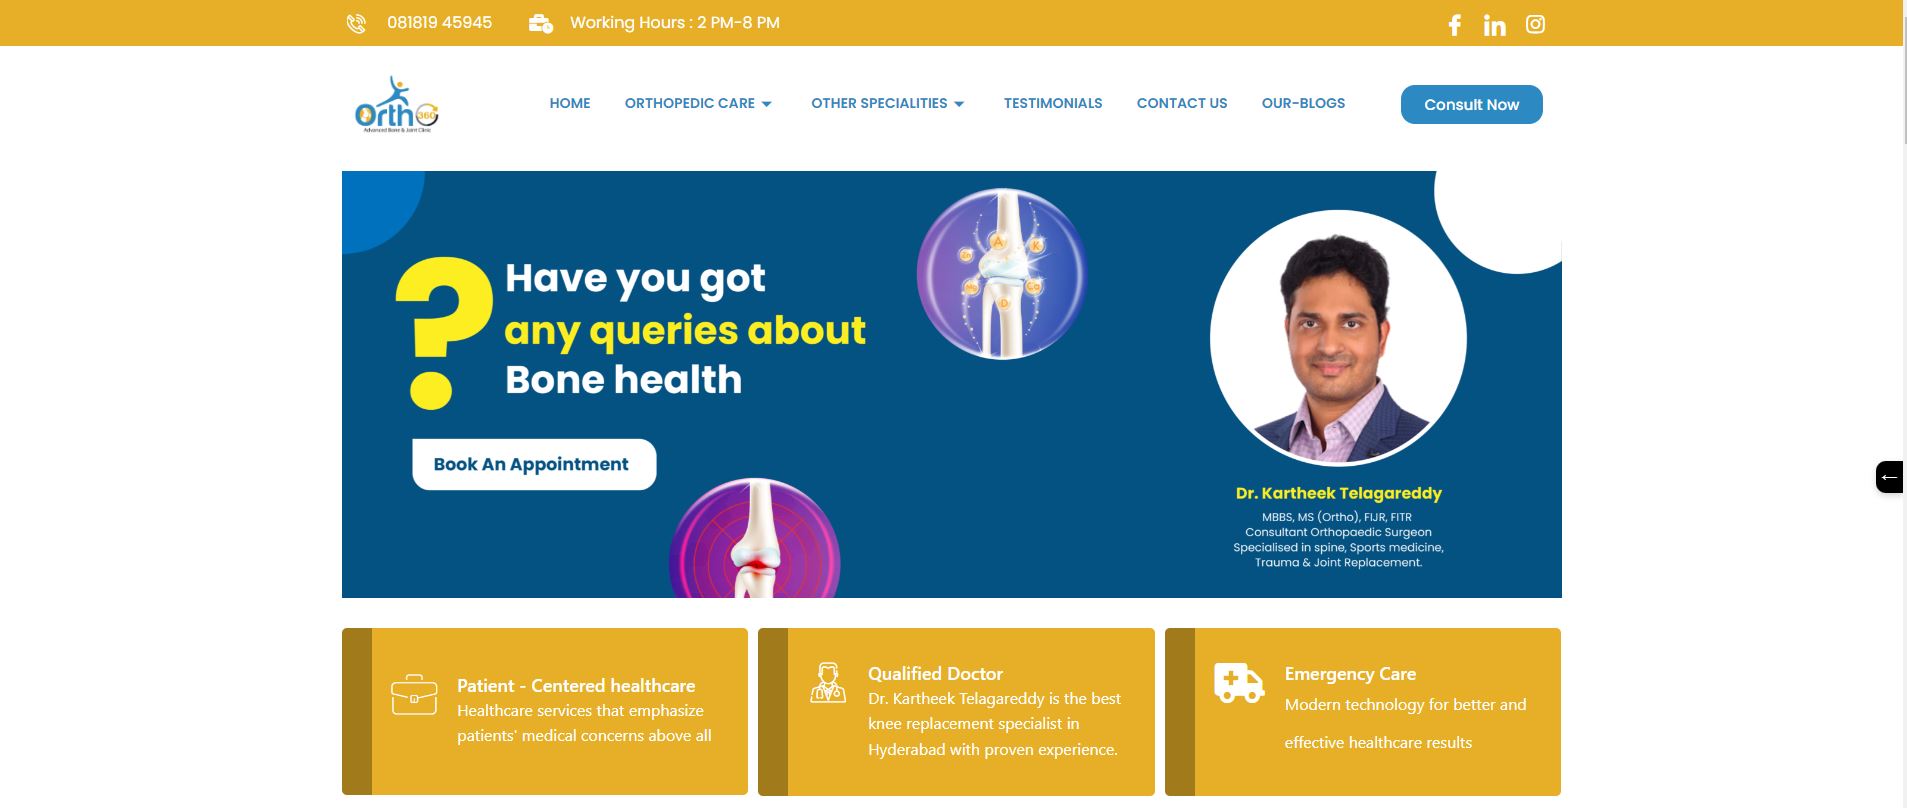 081819 45945
Working Hours : 2 PM-8 PM
Ortho 360
Advanced Bone & Joint Clinic
HOME
ORTHOPEDIC CARE
OTHER SPECIALITIES
TESTIMONIALS
CONTACT US
OUR-BLOGS
Consult Now
?
Have you got
any queries about
Bone health
Book An Appointment
A
K
Zn
Mg
Ca
D
Dr. Kartheek Telagareddy
MBBS, MS (Ortho), FIJR, FITR
Consultant Orthopaedic Surgeon
Specialised in spine, Sports medicine,
Trauma & Joint Replacement.
Patient - Centered healthcare
Healthcare services that emphasize
patients' medical concerns above all
Qualified Doctor
Dr. Kartheek Telagareddy is the best
knee replacement specialist in
Hyderabad with proven experience.
Emergency Care
Modern technology for better and
effective healthcare results